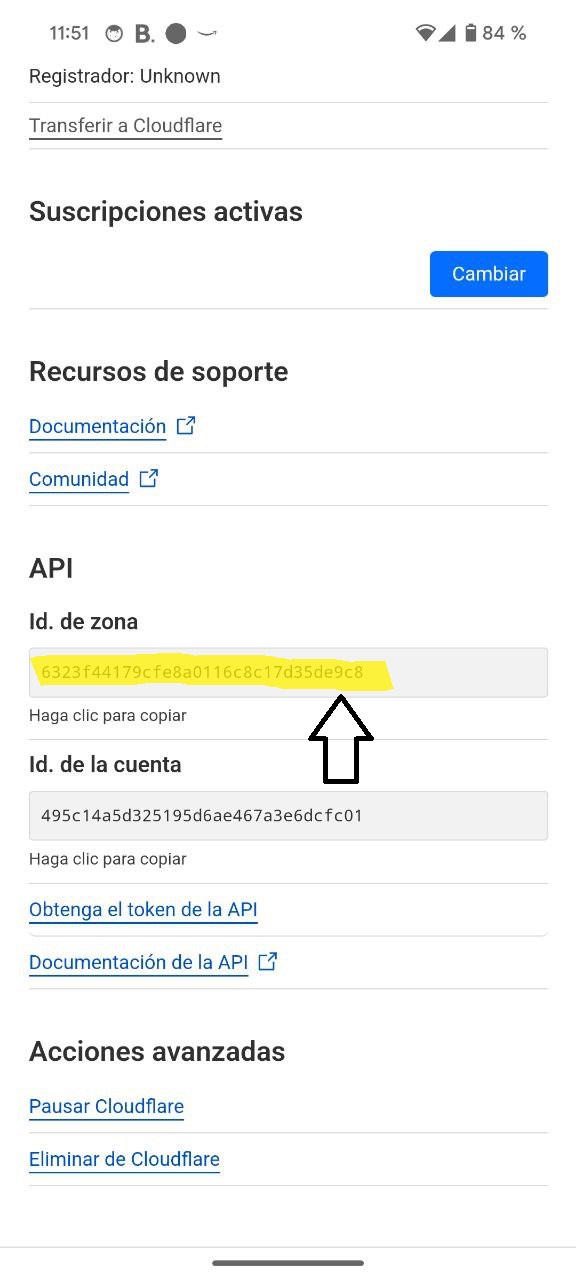 11:51 B. 84 %
Registrador: Unknown
Transferir a Cloudflare
Suscripciones activas
Cambiar
Recursos de soporte
Documentación
Comunidad
API
Id. de zona
6323f44179cfe8a0116c8c17d35de9c8
Haga clic para copiar
Id. de la cuenta
495c14a5d325195d6ae467a3e6dcfc01
Haga clic para copiar
Obtenga el token de la API
Documentación de la API
Acciones avanzadas
Pausar Cloudflare
Eliminar de Cloudflare